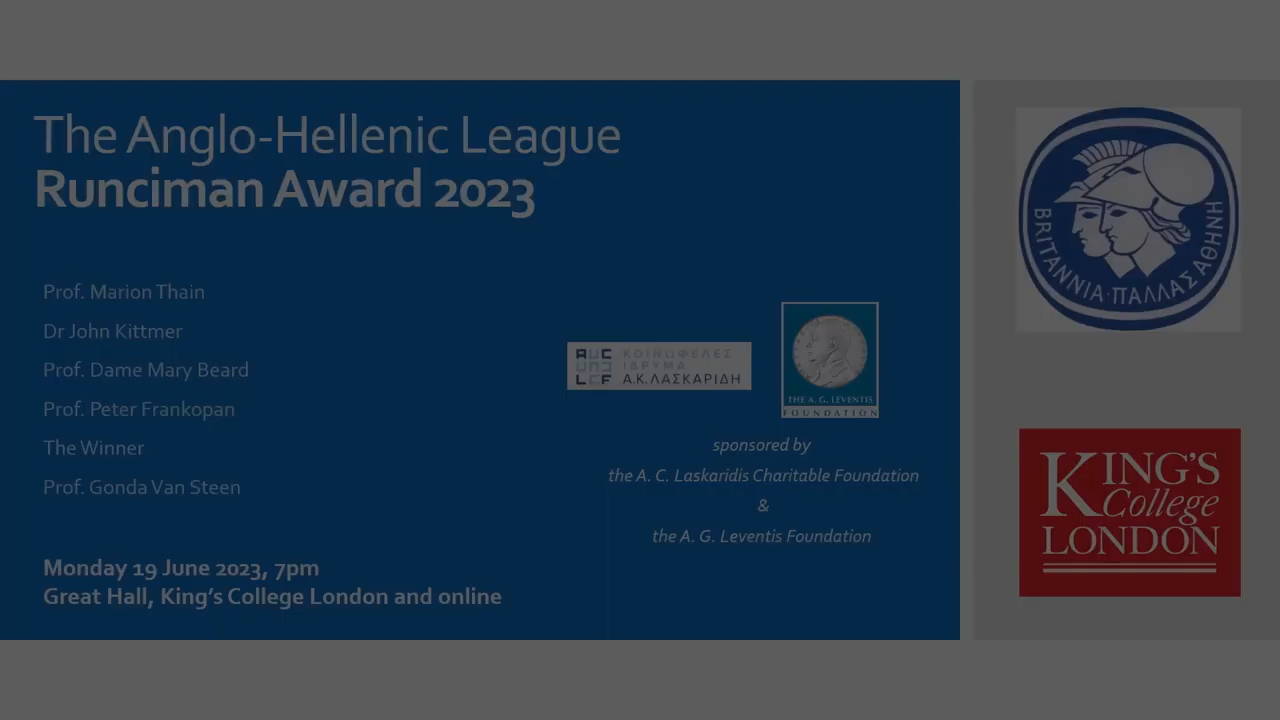 The Anglo-Hellenic League
Runciman Award 2023
Prof. Marion Thain
Dr John Kittmer
Prof. Dame Mary Beard
Prof. Peter Frankopan
The Winner
Prof. Gonda Van Steen
Monday 19 June 2023, 7pm
Great Hall, King's College London and online
ΚΟΙΝΩΦΕΛΕΣ
ΙΔΡΥΜΑ
Α.Κ.ΛΑΣΚΑΡΙΔΗ
THE A. G. LEVENTIS
FOUNDATION
sponsored by
the A. C. Laskaridis Charitable Foundation
&
the A. G. Leventis Foundation
ΒΡΙΤΑΝΝΙΑ·ΠΑΛΛΑΣ ΑΘΗΝΗ
KING'S
College
LONDON